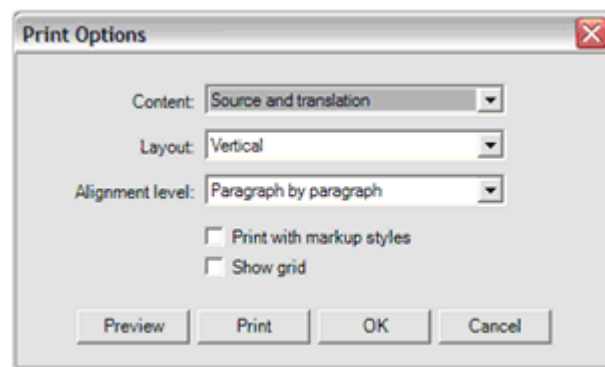 Print Options
Content: Source and translation
Layout: Vertical
Alignment level: Paragraph by paragraph
Print with markup styles
Show grid
Preview Print OK Cancel